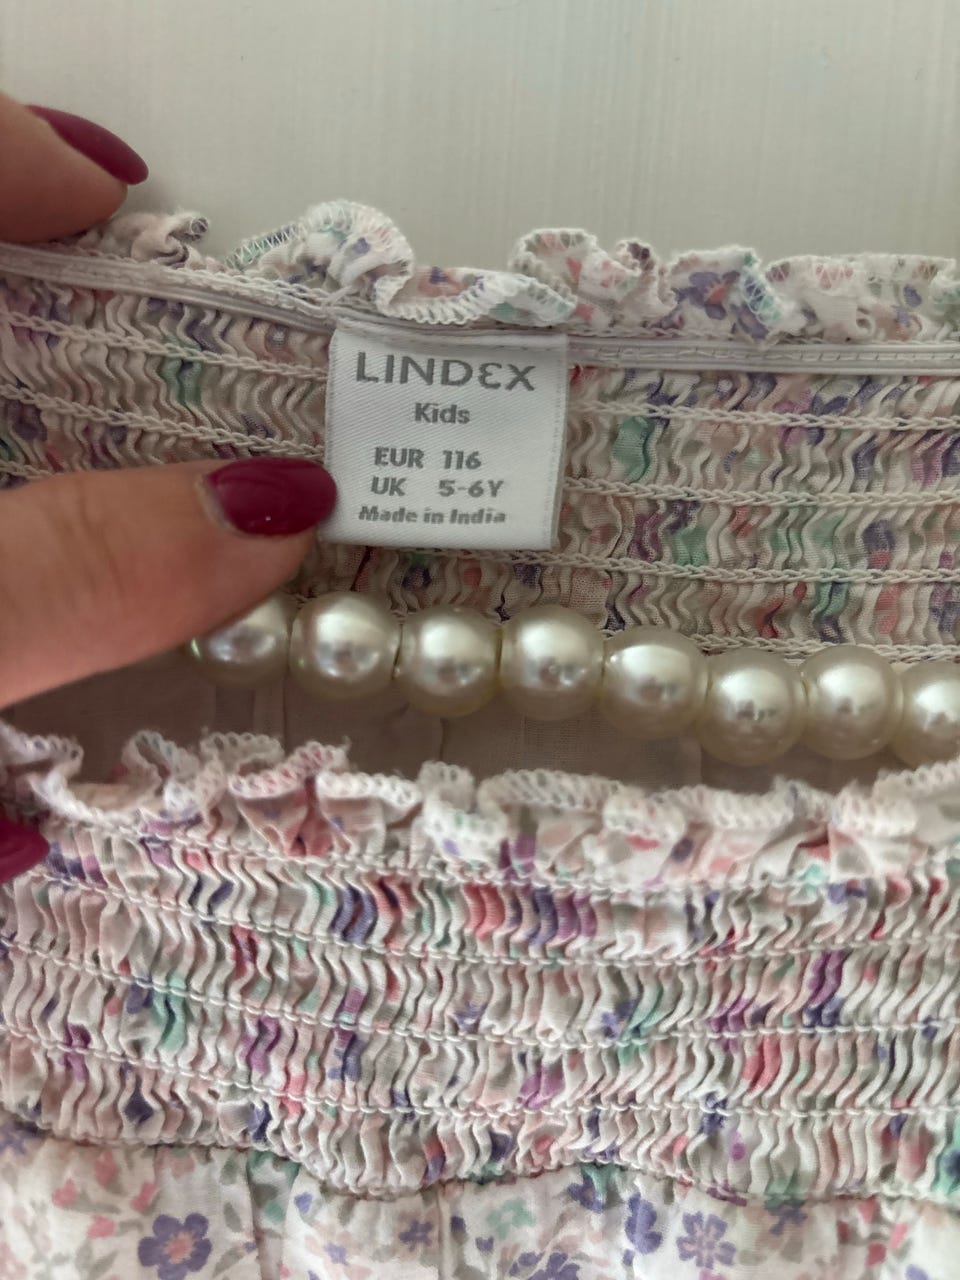 LINDEX
Kids
EUR 116
UK 5-6Y
Made in India